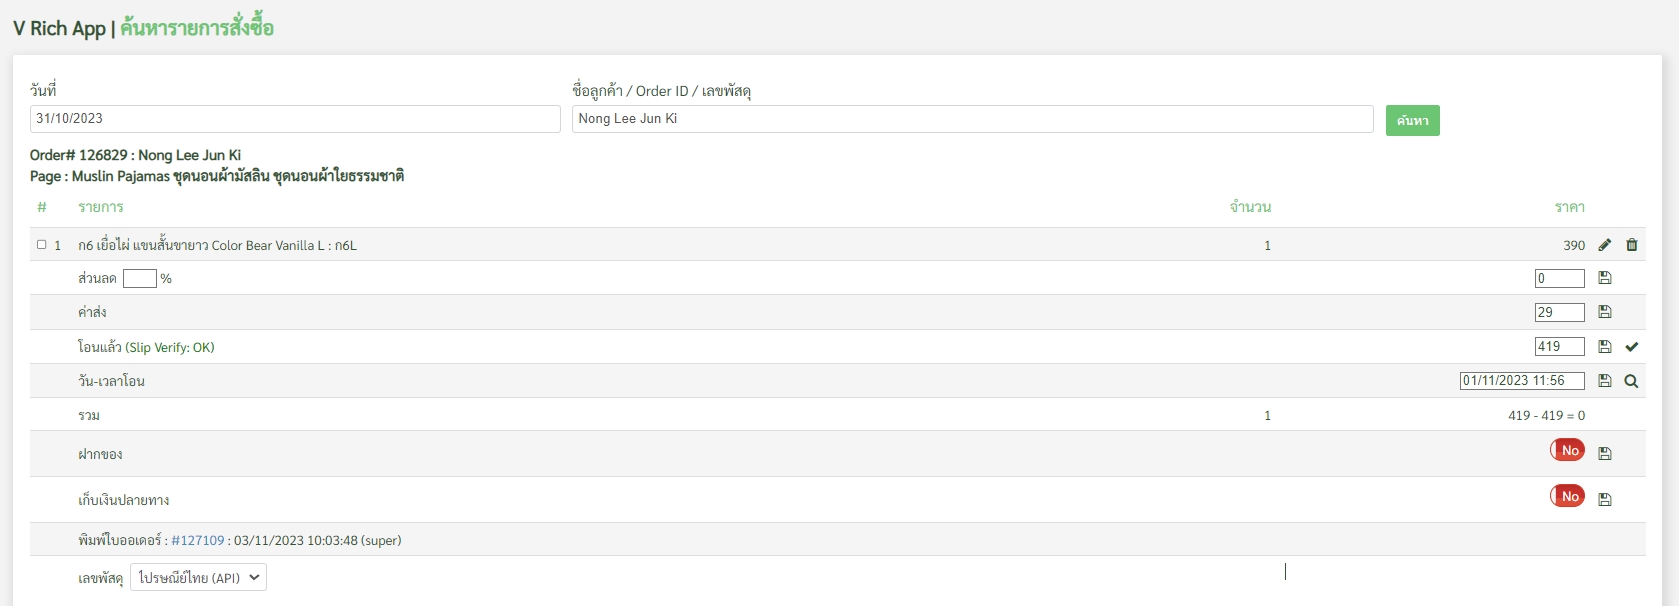 V Rich App | ค้นหารายการสั่งซื้อ
วันที่ ชื่อลูกค้า / Order ID / เลขพัสดุ
31/10/2023 Nong Lee Jun Ki ค้นหา
Order# 126829 : Nong Lee Jun Ki
Page : Muslin Pajamas ชุดนอนผ้ามัสลิน ชุดนอนผ้าใยธรรมชาติ
# รายการ จำนวน ราคา
1 ก6 เยื่อไผ่ แขนสั้นขายาว Color Bear Vanilla L : ก6L 1 390
ส่วนลด % 0
ค่าส่ง 29
โอนแล้ว (Slip Verify: OK) 419
วัน-เวลาโอน 01/11/2023 11:56
รวม 1 419 - 419 = 0
ฝากของ No
เก็บเงินปลายทาง No
พิมพ์ใบออเดอร์ : #127109 : 03/11/2023 10:03:48 (super)
เลขพัสดุ ไปรษณีย์ไทย (API)